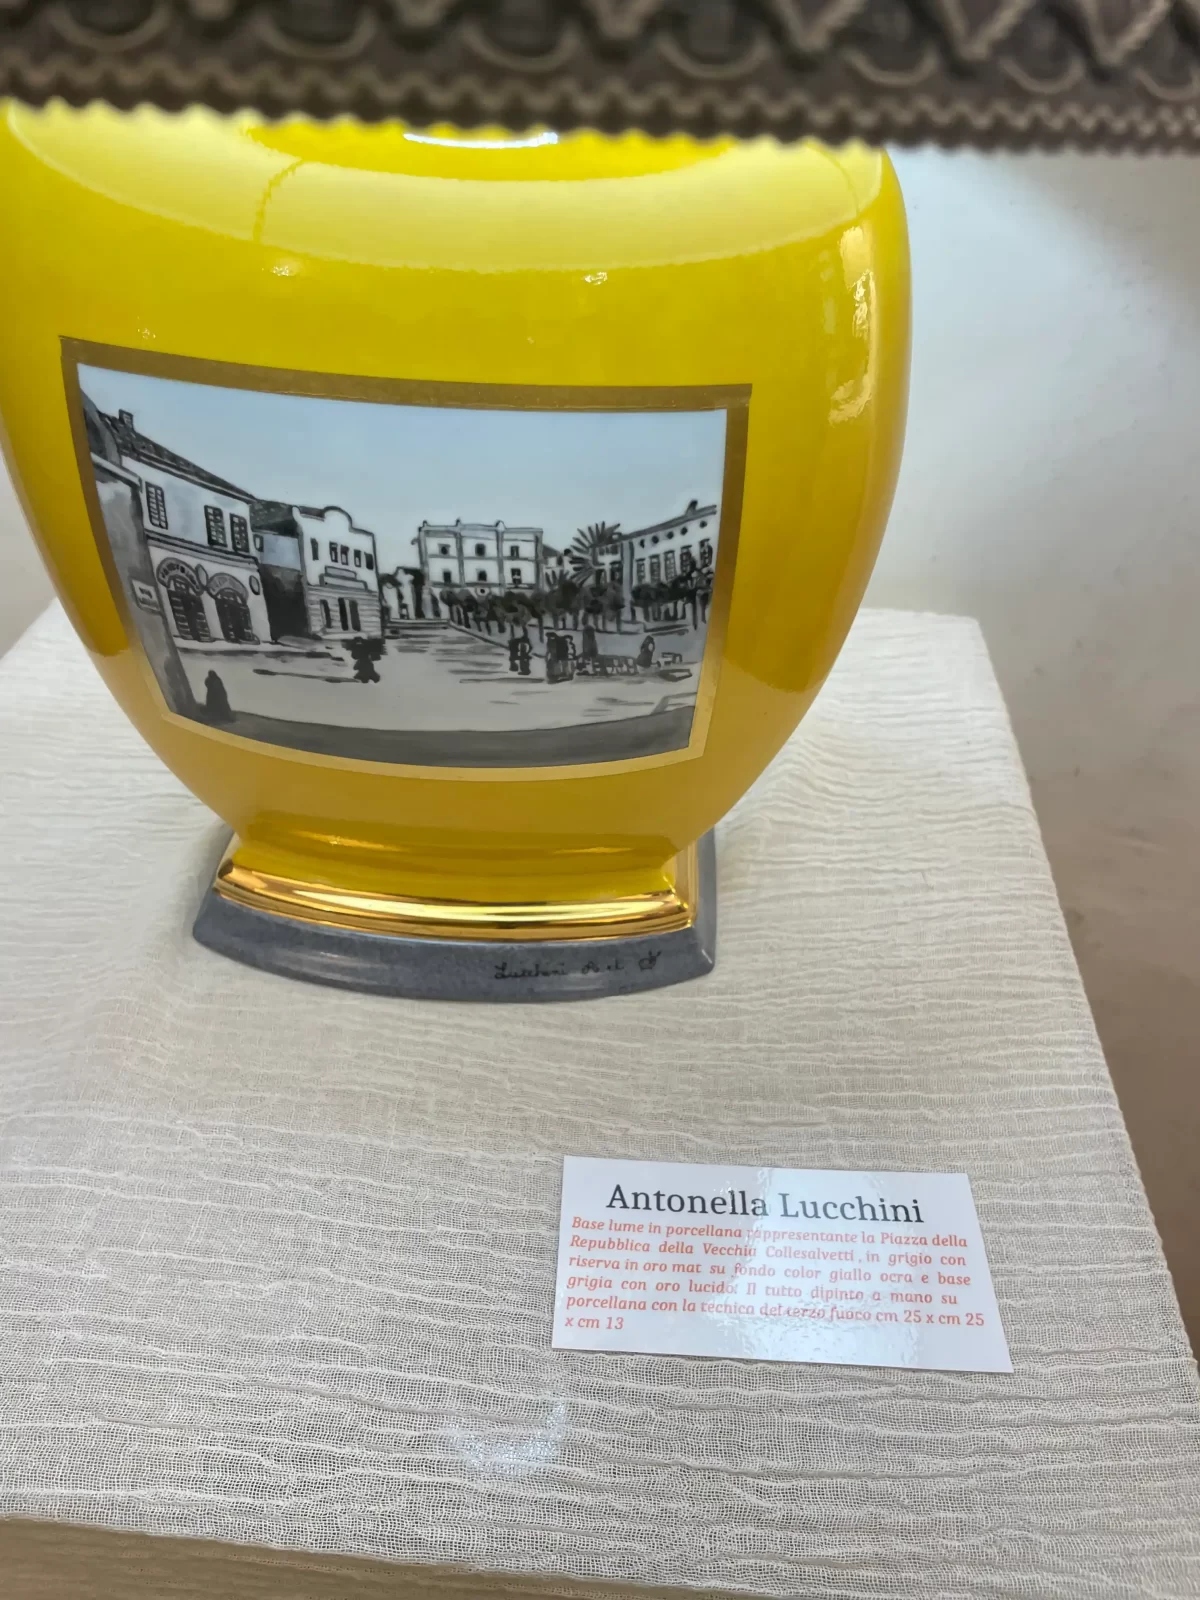 Lucchini
Antonella Lucchini
Base lume in porcellana rappresentante la Piazza della
Repubblica della Vecchia Collesalvetti , in grigio con
riserva in oro mat su fondo color giallo ocra e base
grigia con oro lucido. Il tutto dipinto a mano su
porcellana con la tecnica del terzo fuoco cm 25 x cm 25
x cm 13